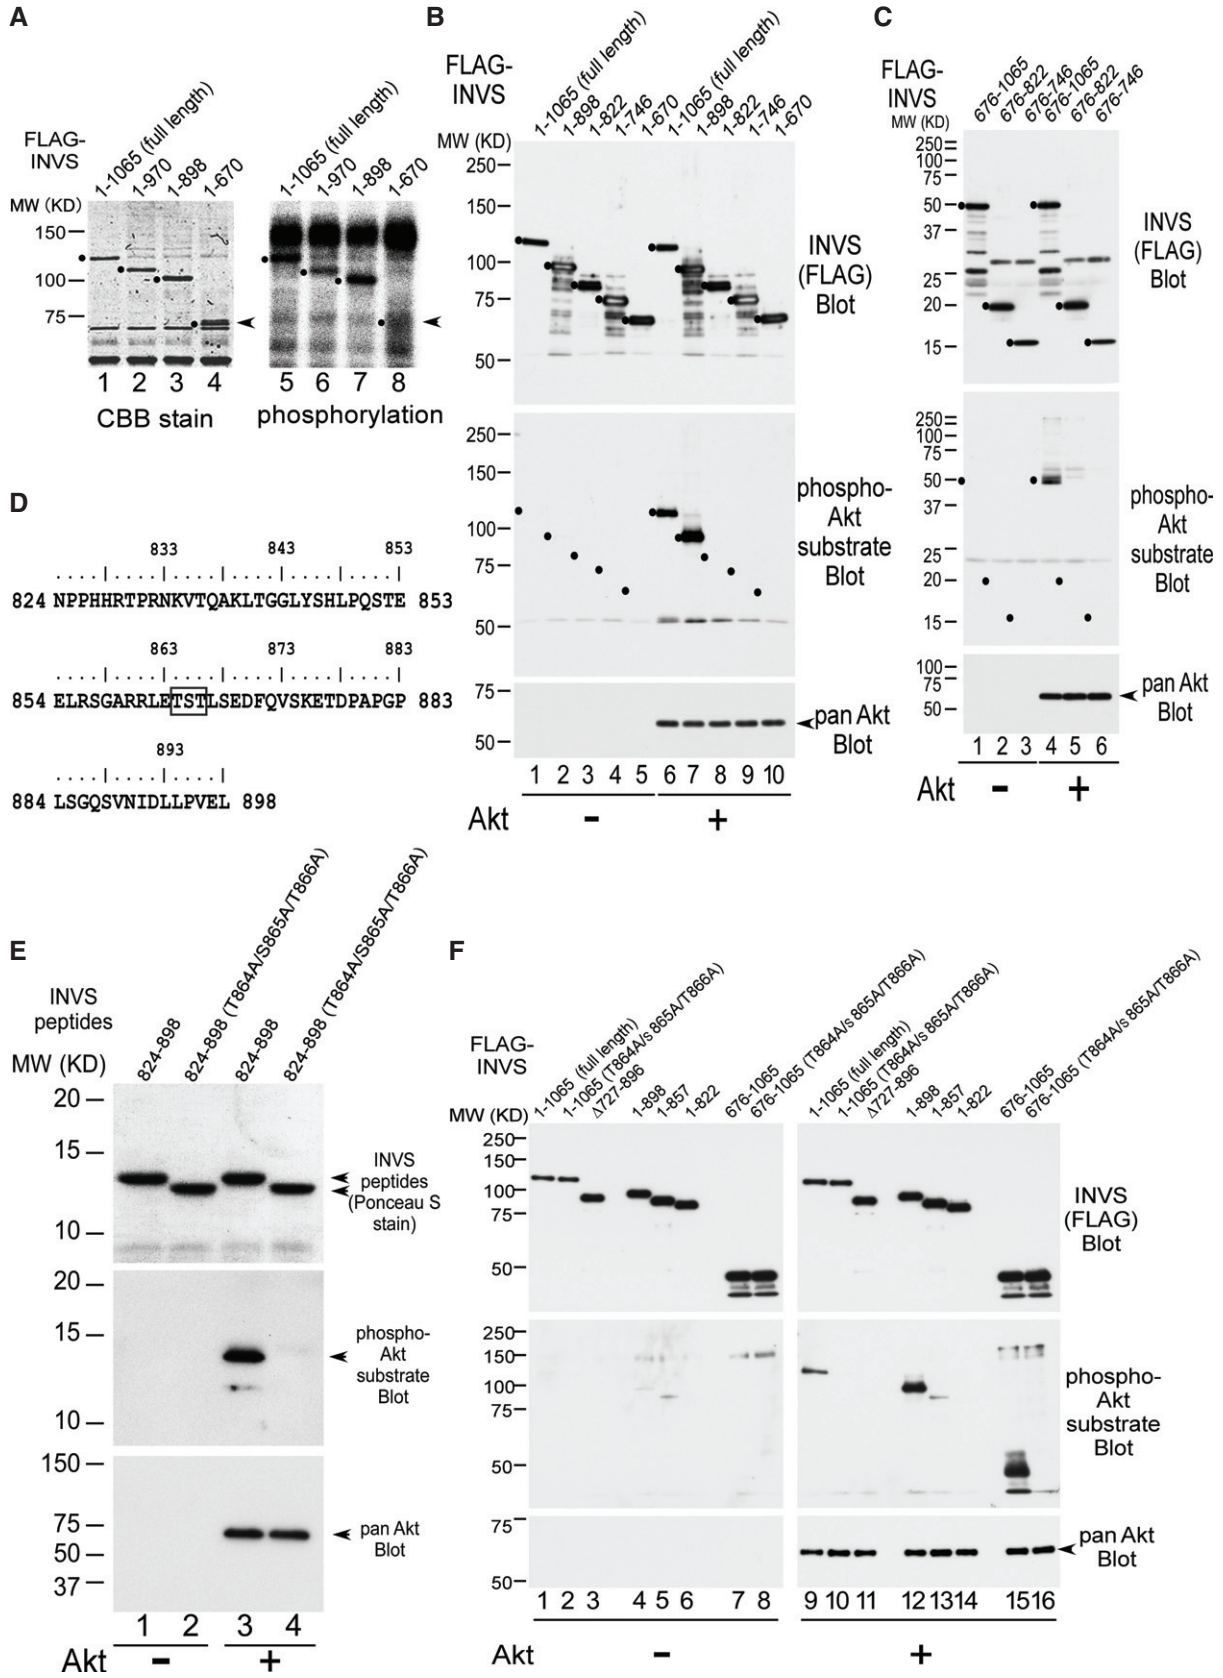 A
FLAG-
INVS
1-1065 (full length)
1-970
1-898
1-670
1-1065 (full length)
1-970
1-898
1-670
MW (KD)
150
100
75
1 2 3 4
5 6 7 8
CBB stain
phosphorylation
B
FLAG-
INVS
1-1065 (full length)
1-898
1-822
1-746
1-670
1-1065 (full length)
1-898
1-822
1-746
1-670
MW (KD)
250
150
100
75
50
INVS
(FLAG)
Blot
250
150
100
75
50
phospho-
Akt
substrate
Blot
75
50
pan Akt
Blot
1 2 3 4 5 6 7 8 9 10
Akt - +
C
FLAG-
INVS
676-1065
676-822
676-746
676-1065
676-822
676-746
MW (KD)
250
100
75
50
37
25
20
15
INVS
(FLAG)
Blot
250
100
75
50
37
25
20
15
phospho-
Akt
substrate
Blot
100
75
50
pan Akt
Blot
1 2 3 4 5 6
Akt - +
D
833 843 853
824 NPPHHRTPRNKVTQAKLTGGLYSHLPQSTE 853
863 873 883
854 ELRSGARRLETSTLSEDFQVSKETDPAPGP 883
893
884 LSGQSVNIDLLPVEL 898
E
INVS
peptides
824-898
824-898 (T864A/S865A/T866A)
824-898
824-898 (T864A/S865A/T866A)
MW (KD)
20
15
10
INVS
peptides
(Ponceau S
stain)
20
15
10
phospho-
Akt
substrate
Blot
150
75
50
37
pan Akt
Blot
1 2 3 4
Akt - +
F
FLAG-
INVS
1-1065 (full length)
1-1065 (T864A/s 865A/T866A)
Δ727-896
1-898
1-857
1-822
676-1065
676-1065 (T864A/s 865A/T866A)
1-1065 (full length)
1-1065 (T864A/s 865A/T866A)
Δ727-896
1-898
1-857
1-822
676-1065
676-1065 (T864A/s 865A/T866A)
MW (KD)
250
150
100
75
50
INVS
(FLAG)
Blot
250
150
100
75
50
phospho-
Akt
substrate
Blot
75
50
pan Akt
Blot
1 2 3 4 5 6 7 8 9 10 11 12 13 14 15 16
Akt - +